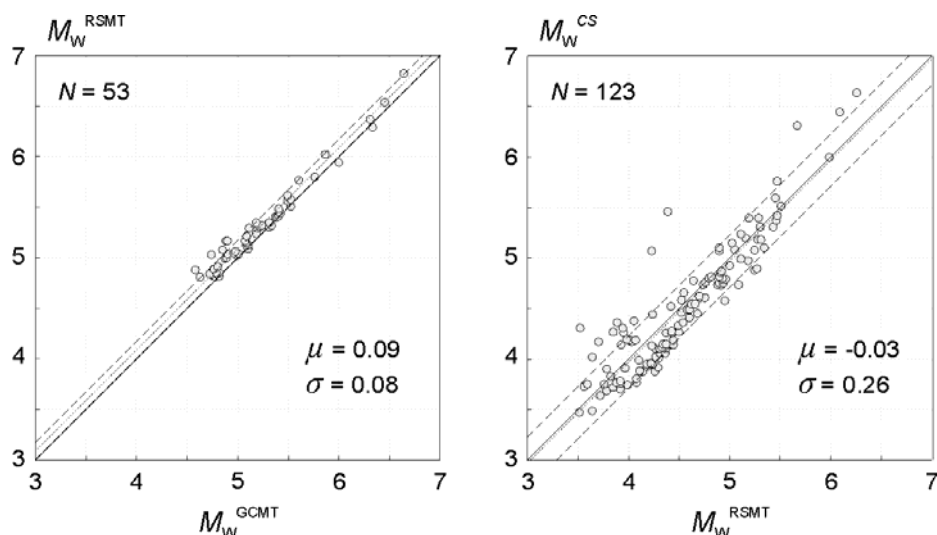 M_W^RSMT
7
N = 53
6
5
4
μ = 0.09
σ = 0.08
3
3 4 5 6 7
M_W^GCMT
M_W^CS
7
N = 123
6
5
4
μ = -0.03
σ = 0.26
3
3 4 5 6 7
M_W^RSMT